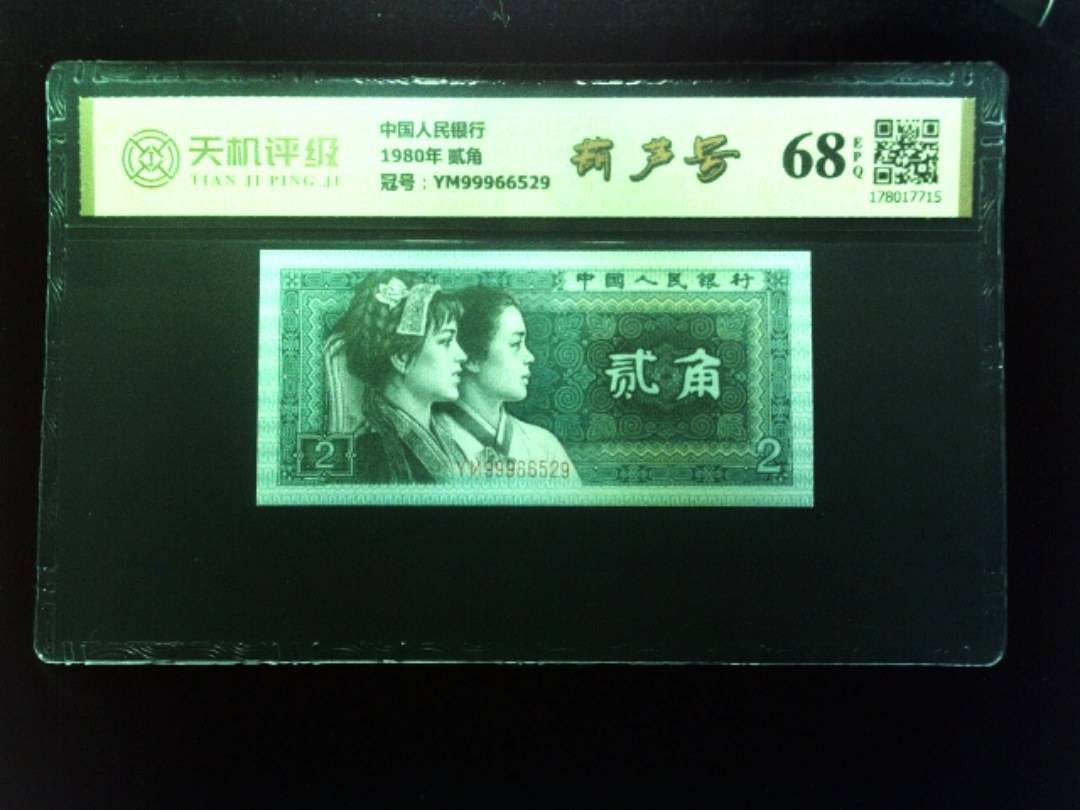 天机评级
TIAN JI PING JI
中国人民银行
1980年 贰角
冠号：YM99966529
葫芦号
68
EPQ
178017715
中国人民银行
贰角
2
YM99966529
2